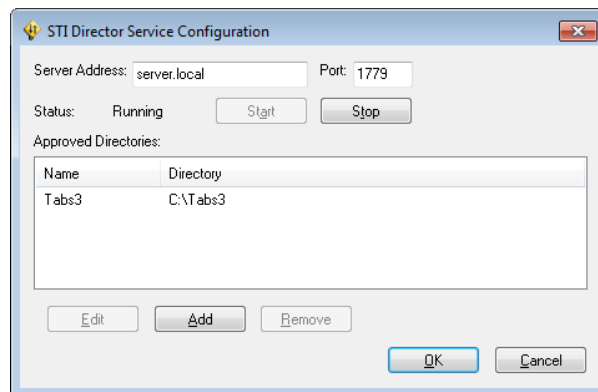 STI Director Service Configuration
Server Address: server.local Port: 1779
Status: Running Start Stop
Approved Directories:
Name Directory
Tabs3 C:\Tabs3
Edit Add Remove
OK Cancel